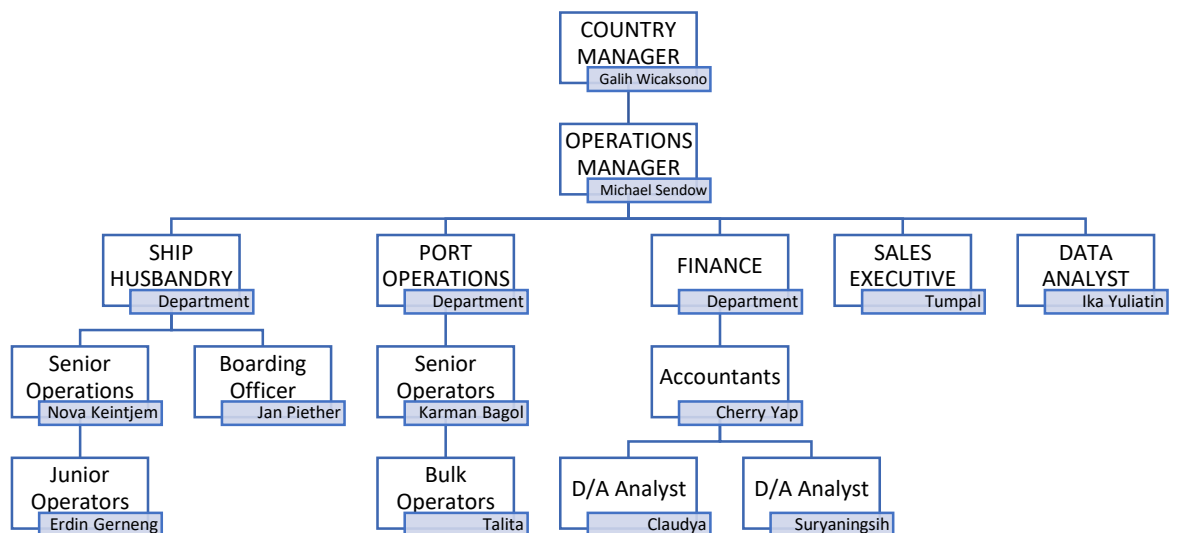 COUNTRY
MANAGER
Galih Wicaksono
OPERATIONS
MANAGER
Michael Sendow
SHIP
HUSBANDRY
Department
PORT
OPERATIONS
Department
FINANCE
Department
SALES
EXECUTIVE
Tumpal
DATA
ANALYST
Ika Yuliatin
Senior
Operations
Nova Keintjem
Boarding
Officer
Jan Piether
Senior
Operators
Karman Bagol
Accountants
Cherry Yap
Junior
Operators
Erdin Gerneng
Bulk
Operators
Talita
D/A Analyst
Claudya
D/A Analyst
Suryaningsih